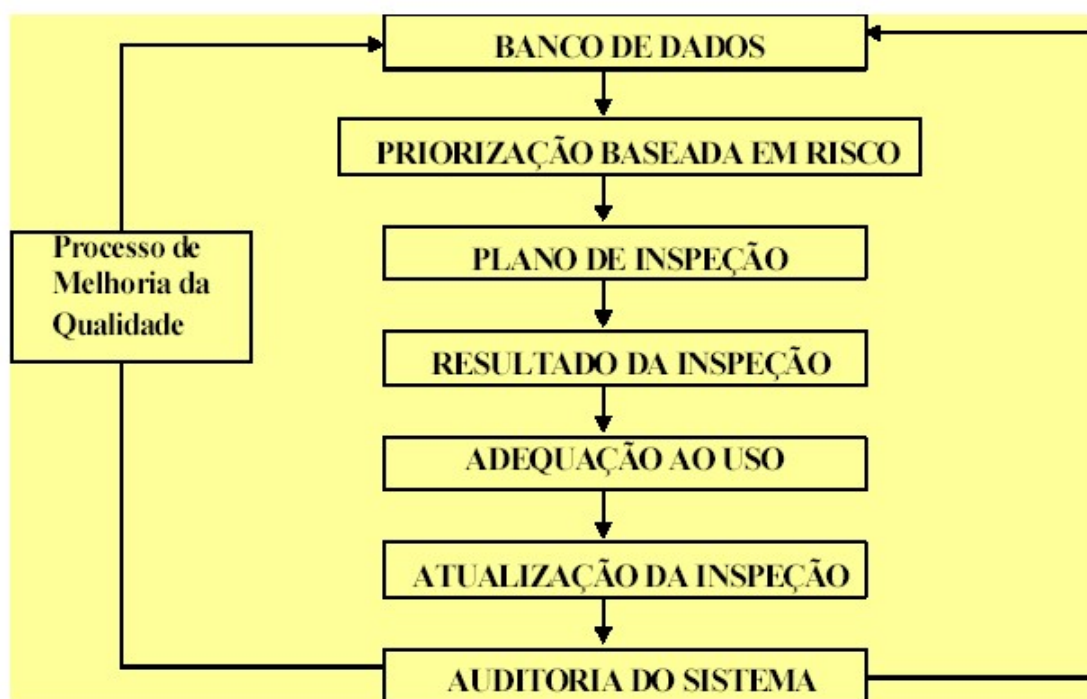 BANCO DE DADOS
PRIORIZAÇÃO BASEADA EM RISCO
PLANO DE INSPEÇÃO
Processo de
Melhoria da
Qualidade
RESULTADO DA INSPEÇÃO
ADEQUAÇÃO AO USO
ATUALIZAÇÃO DA INSPEÇÃO
AUDITORIA DO SISTEMA